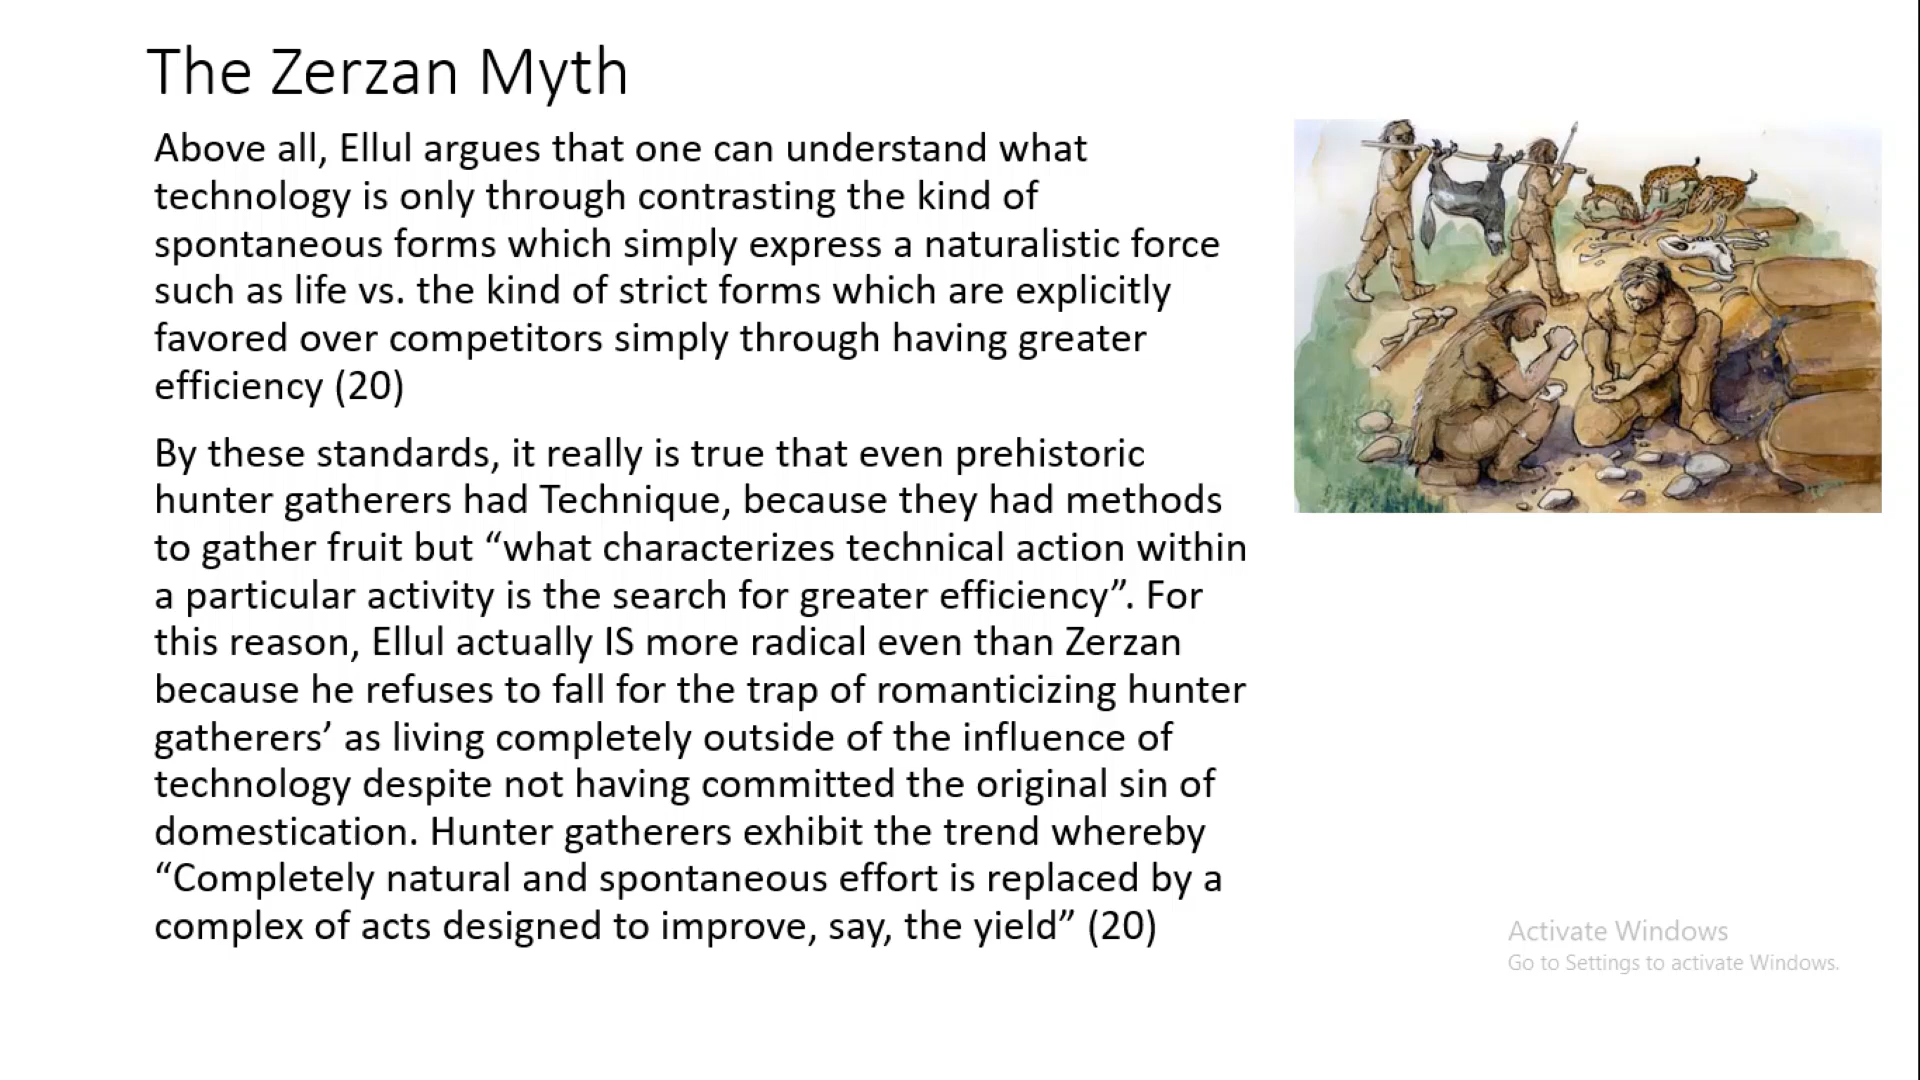 The Zerzan Myth
Above all, Ellul argues that one can understand what
technology is only through contrasting the kind of
spontaneous forms which simply express a naturalistic force
such as life vs. the kind of strict forms which are explicitly
favored over competitors simply through having greater
efficiency (20)
By these standards, it really is true that even prehistoric
hunter gatherers had Technique, because they had methods
to gather fruit but “what characterizes technical action within
a particular activity is the search for greater efficiency”. For
this reason, Ellul actually IS more radical even than Zerzan
because he refuses to fall for the trap of romanticizing hunter
gatherers’ as living completely outside of the influence of
technology despite not having committed the original sin of
domestication. Hunter gatherers exhibit the trend whereby
“Completely natural and spontaneous effort is replaced by a
complex of acts designed to improve, say, the yield” (20)
Activate Windows
Go to Settings to activate Windows.